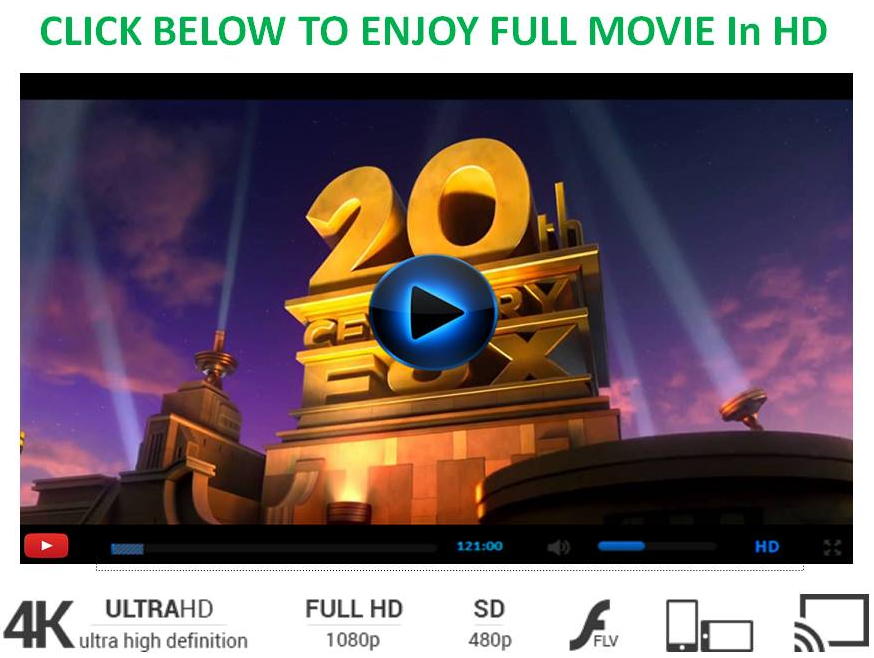 CLICK BELOW TO ENJOY FULL MOVIE In HD
20th
CENTURY
FOX
121:00
HD
4K
ULTRAHD
ultra high definition
FULL HD
1080p
SD
480p
FLV